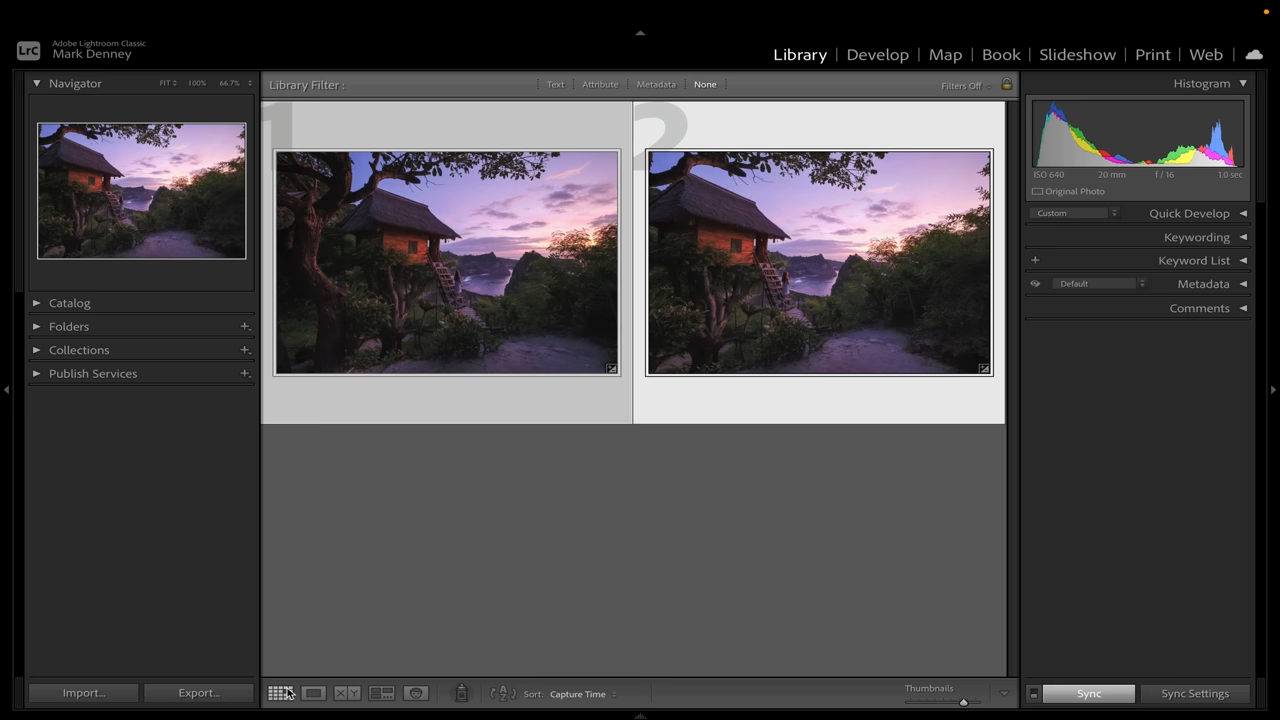 LrC
Adobe Lightroom Classic
Mark Denney
Library | Develop | Map | Book | Slideshow | Print | Web
Navigator FIT 100% 66.7%
Library Filter : Text Attribute Metadata None Filters Off
Histogram
1 2
ISO 640 20 mm f / 16 1.0 sec
Original Photo
Custom Quick Develop
Keywording
Keyword List
Default Metadata
Comments
Catalog
Folders
Collections
Publish Services
Import... Export...
X Y
Sort: Capture Time
Thumbnails
Sync Sync Settings